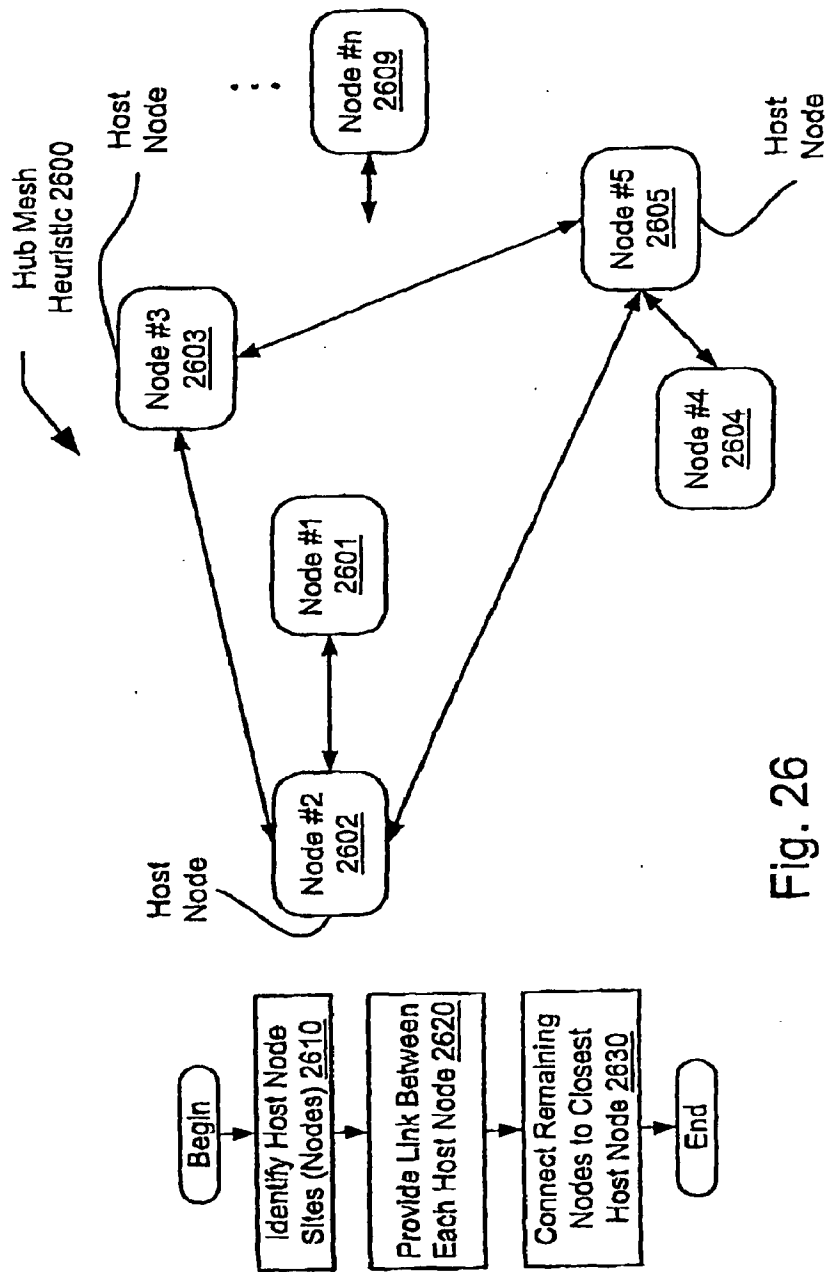 Begin
Identify Host Node
Sites (Nodes) 2610
Provide Link Between
Each Host Node 2620
Connect Remaining
Nodes to Closest
Host Node 2630
End
Hub Mesh
Heuristic 2600
Host
Node
Node #2
2602
Node #1
2601
Node #3
2603
Host
Node
Node #n
2609
Node #4
2604
Node #5
2605
Host
Node
Fig. 26